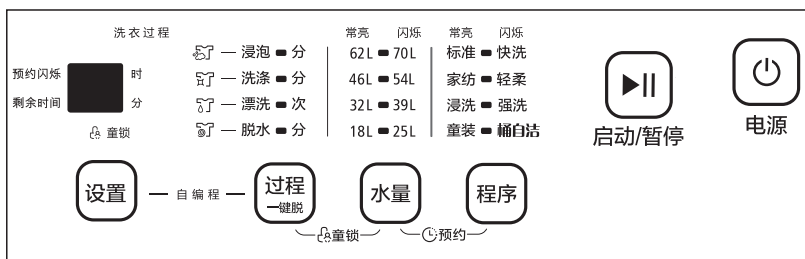 洗衣过程
常亮 闪烁 常亮 闪烁
浸泡 分 62L 70L 标准 快洗
预约闪烁 时 洗涤 分 46L 54L 家纺 轻柔
剩余时间 分 漂洗 次 32L 39L 浸洗 强洗
童锁 脱水 分 18L 25L 童装 桶自洁
启动/暂停 电源
设置 自编程 过程 水量 程序
一键脱
童锁 预约